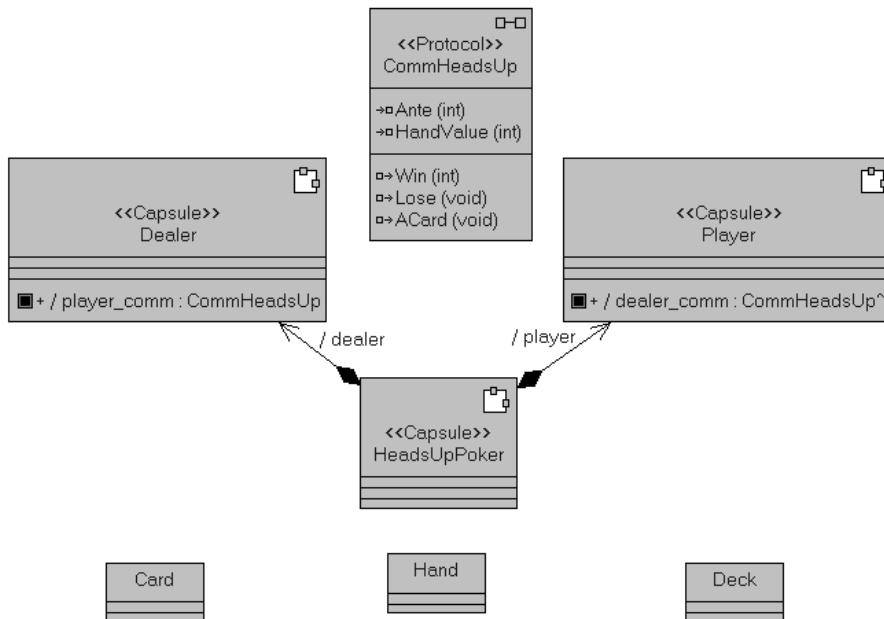 <<Protocol>>
CommHeadsUp
Ante (int)
HandValue (int)
Win (int)
Lose (void)
ACard (void)
<<Capsule>>
Dealer
+ / player_comm : CommHeadsUp
<<Capsule>>
Player
+ / dealer_comm : CommHeadsUp~
/ dealer
/ player
<<Capsule>>
HeadsUpPoker
Card
Hand
Deck